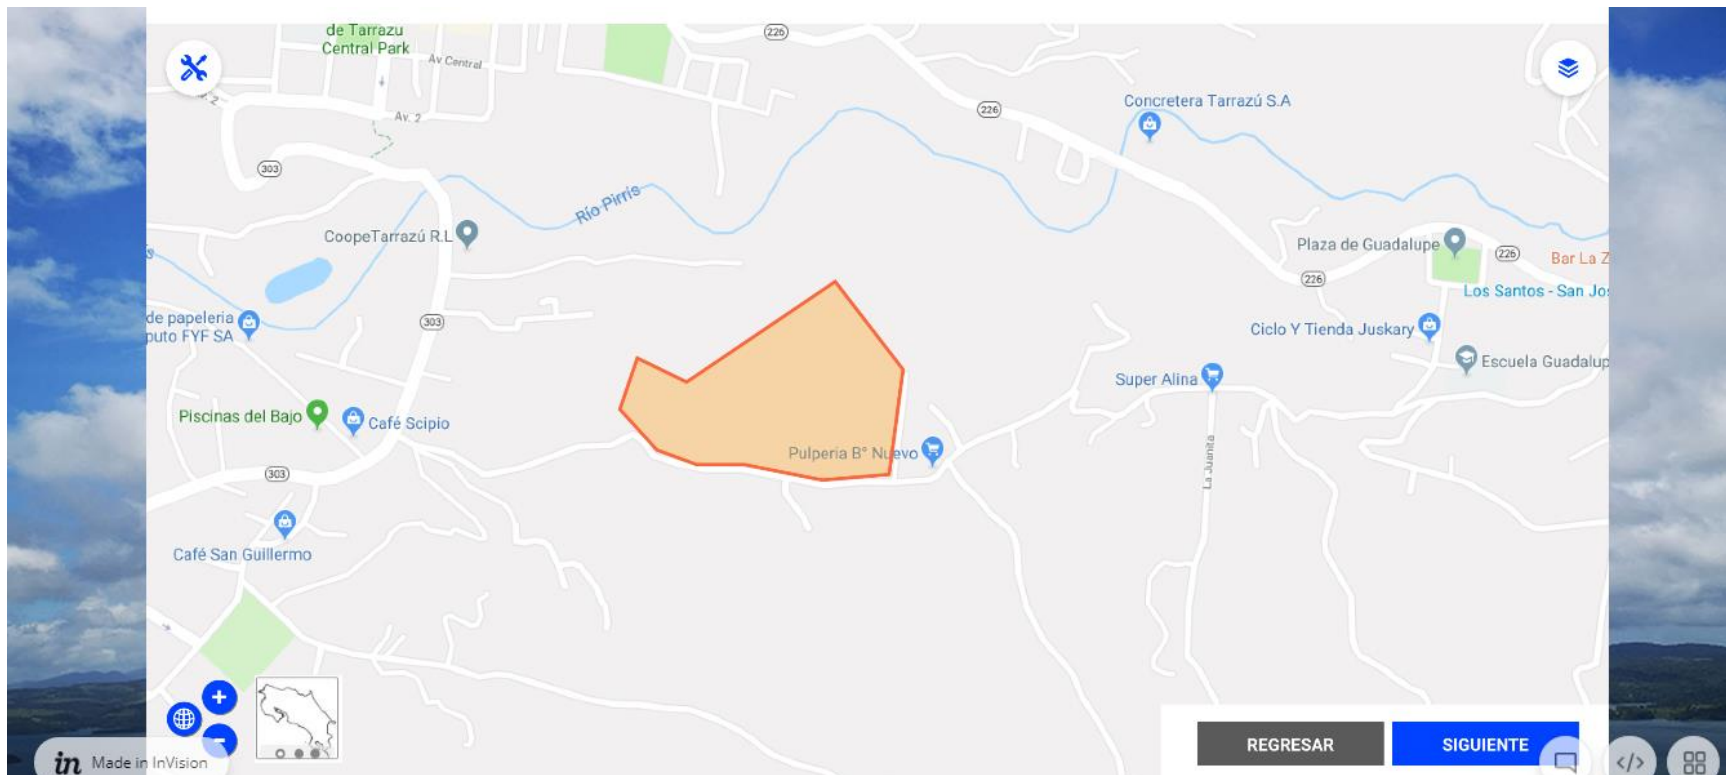 de Tarrazu
Central Park
Av Central
226
Av. 2
226
Concretera Tarrazú S.A
303
Río Pirrís
CoopeTarrazú R.L
Plaza de Guadalupe
226
Bar La Z
226
Los Santos - San Jos
de papeleria
puto FYF SA
303
Ciclo Y Tienda Juskary
Escuela Guadalup
Super Alina
Piscinas del Bajo
Café Scipio
Pulperia B° Nuevo
La Juanita
303
Café San Guillermo
+
-
REGRESAR
SIGUIENTE
in Made in InVision
</>